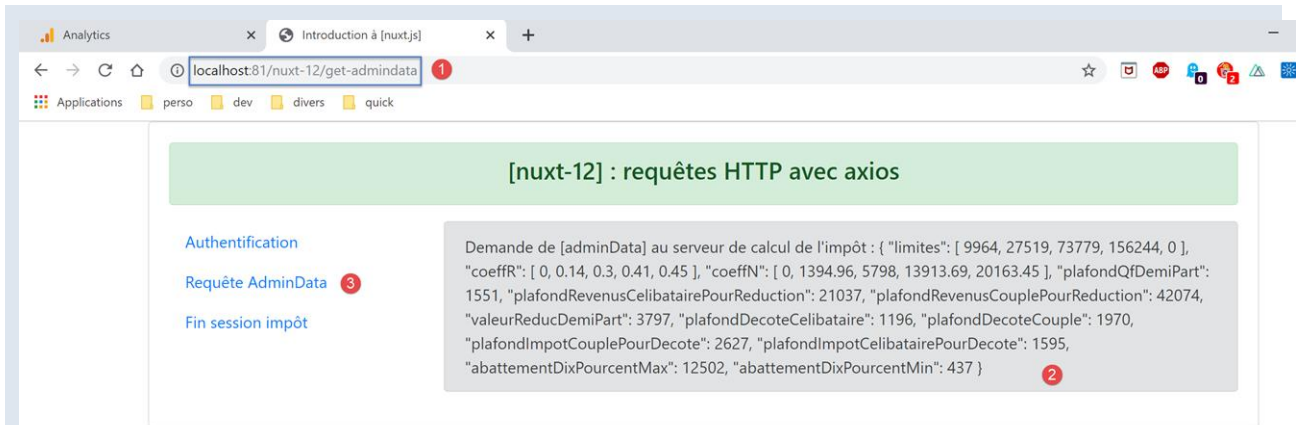 Analytics
Introduction à [nuxt.js]
localhost:81/nuxt-12/get-admindata
1
ABP
0
2
Applications perso dev divers quick
[nuxt-12] : requêtes HTTP avec axios
Authentification
Requête AdminData 3
Fin session impôt
Demande de [adminData] au serveur de calcul de l'impôt : { "limites": [ 9964, 27519, 73779, 156244, 0 ],
"coeffR": [ 0, 0.14, 0.3, 0.41, 0.45 ], "coeffN": [ 0, 1394.96, 5798, 13913.69, 20163.45 ], "plafondQfDemiPart":
1551, "plafondRevenusCelibatairePourReduction": 21037, "plafondRevenusCouplePourReduction": 42074,
"valeurReducDemiPart": 3797, "plafondDecoteCelibataire": 1196, "plafondDecoteCouple": 1970,
"plafondImpotCouplePourDecote": 2627, "plafondImpotCelibatairePourDecote": 1595,
"abattementDixPourcentMax": 12502, "abattementDixPourcentMin": 437 }
2